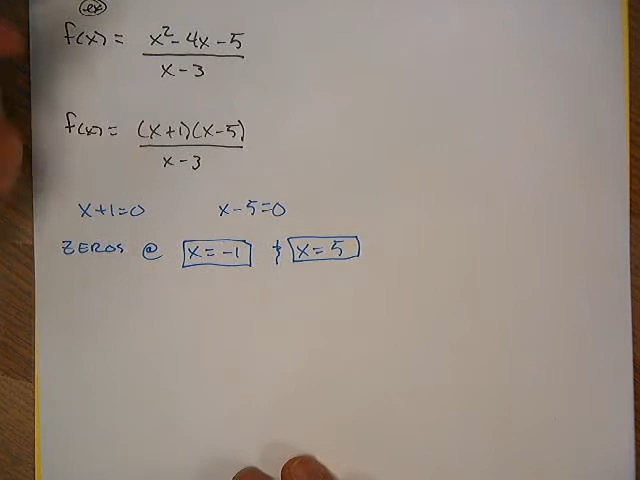 ex
f(x) = x² - 4x - 5
x - 3
f(x) = (x+1)(x-5)
x - 3
x+1=0 x-5=0
ZEROS @ x = -1 & x = 5